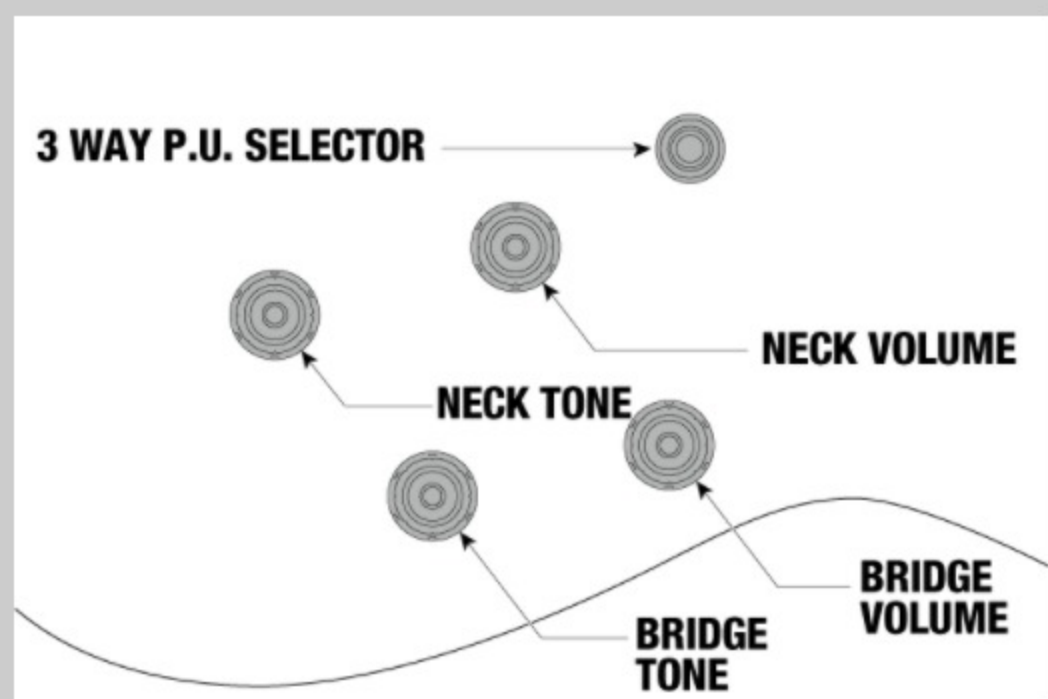 3 WAY P.U. SELECTOR
NECK VOLUME
NECK TONE
BRIDGE
VOLUME
BRIDGE
TONE